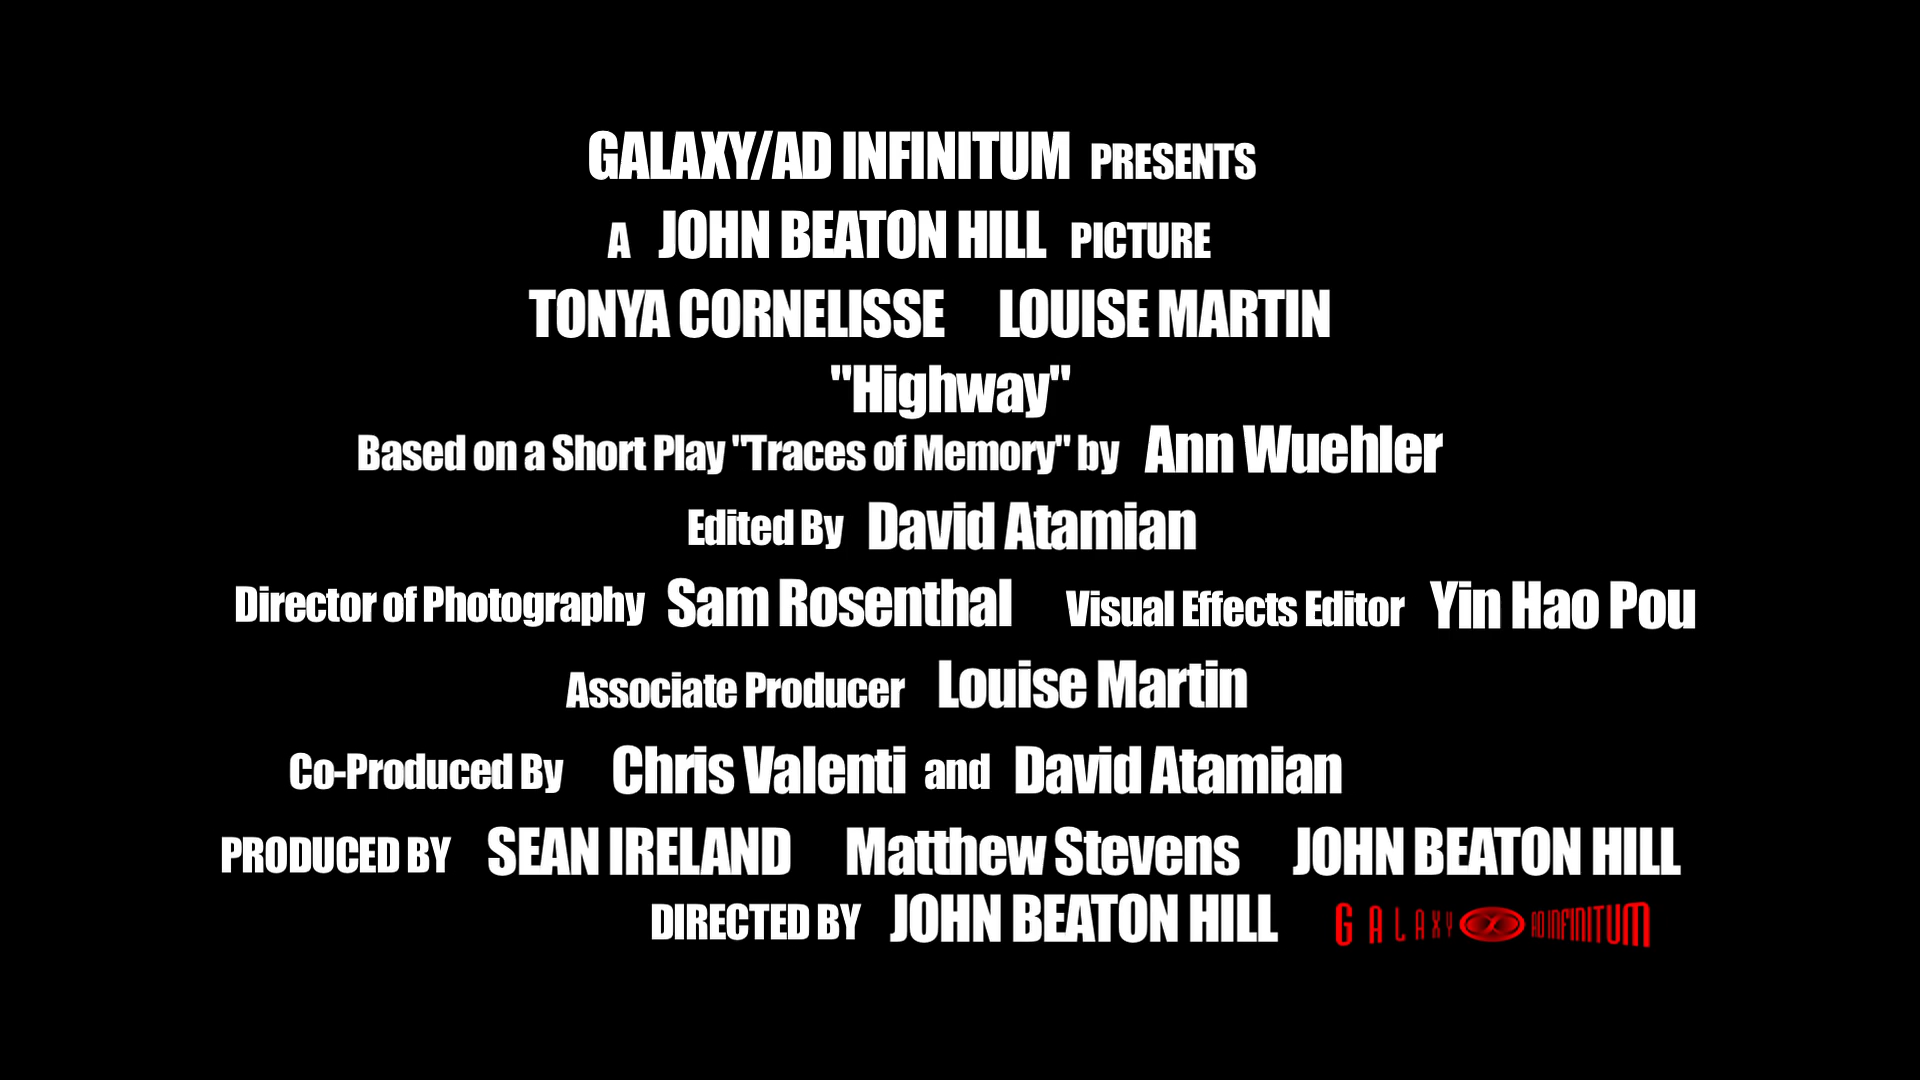 GALAXY/AD INFINITUM PRESENTS
A JOHN BEATON HILL PICTURE
TONYA CORNELISSE LOUISE MARTIN
"Highway"
Based on a Short Play "Traces of Memory" by Ann Wuehler
Edited By David Atamian
Director of Photography Sam Rosenthal Visual Effects Editor Yin Hao Pou
Associate Producer Louise Martin
Co-Produced By Chris Valenti and David Atamian
PRODUCED BY SEAN IRELAND Matthew Stevens JOHN BEATON HILL
DIRECTED BY JOHN BEATON HILL GALAXY AD INFINITUM